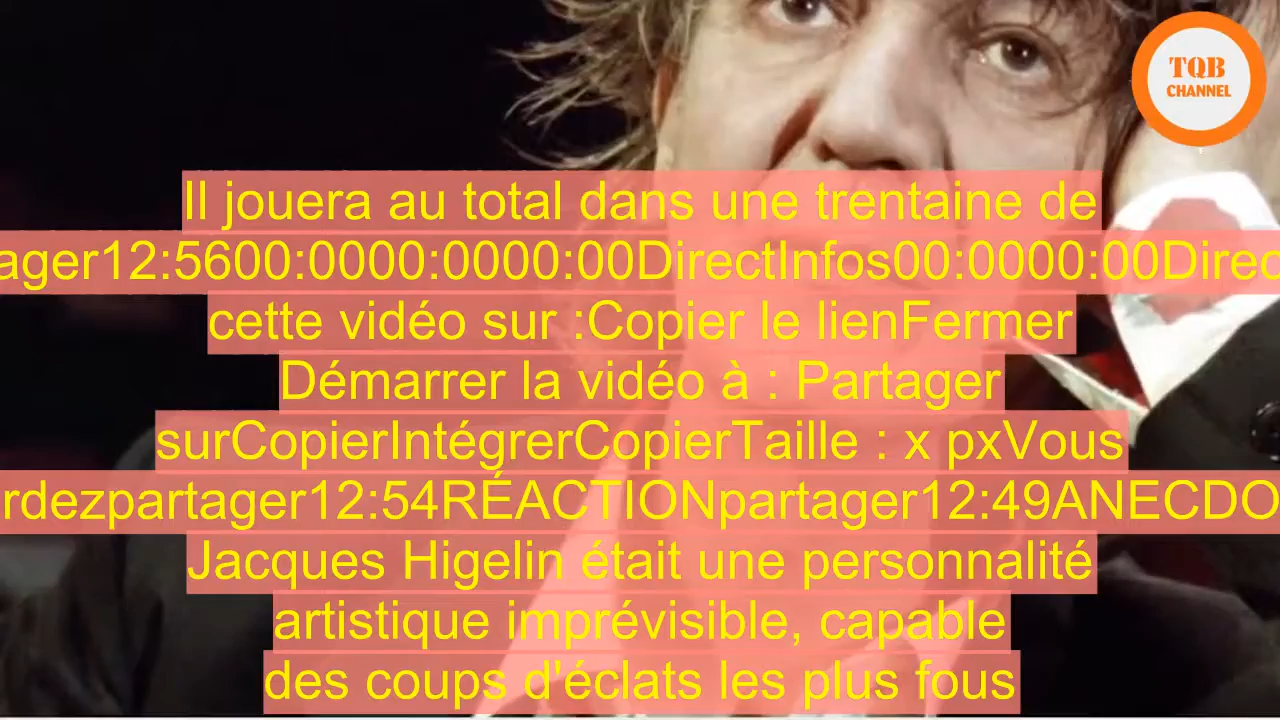 TQB
CHANNEL
Il jouera au total dans une trentaine de
ager12:5600:0000:0000:00DirectInfos00:0000:00Direc
cette vidéo sur :Copier le lienFermer
Démarrer la vidéo à : Partager
surCopierIntégrerCopierTaille : x pxVous
rdezpartager12:54RÉACTIONpartager12:49ANECDO
Jacques Higelin était une personnalité
artistique imprévisible, capable
des coups d'éclats les plus fous